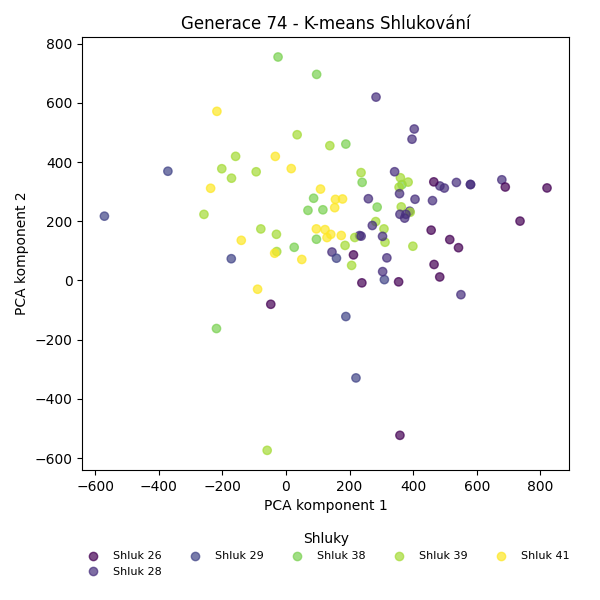 Generace 74 - K-means Shlukování
PCA komponent 2
800
600
400
200
0
−200
−400
−600
−600
−400
−200
0
200
400
600
800
PCA komponent 1
Shluky
Shluk 26
Shluk 29
Shluk 38
Shluk 39
Shluk 41
Shluk 28